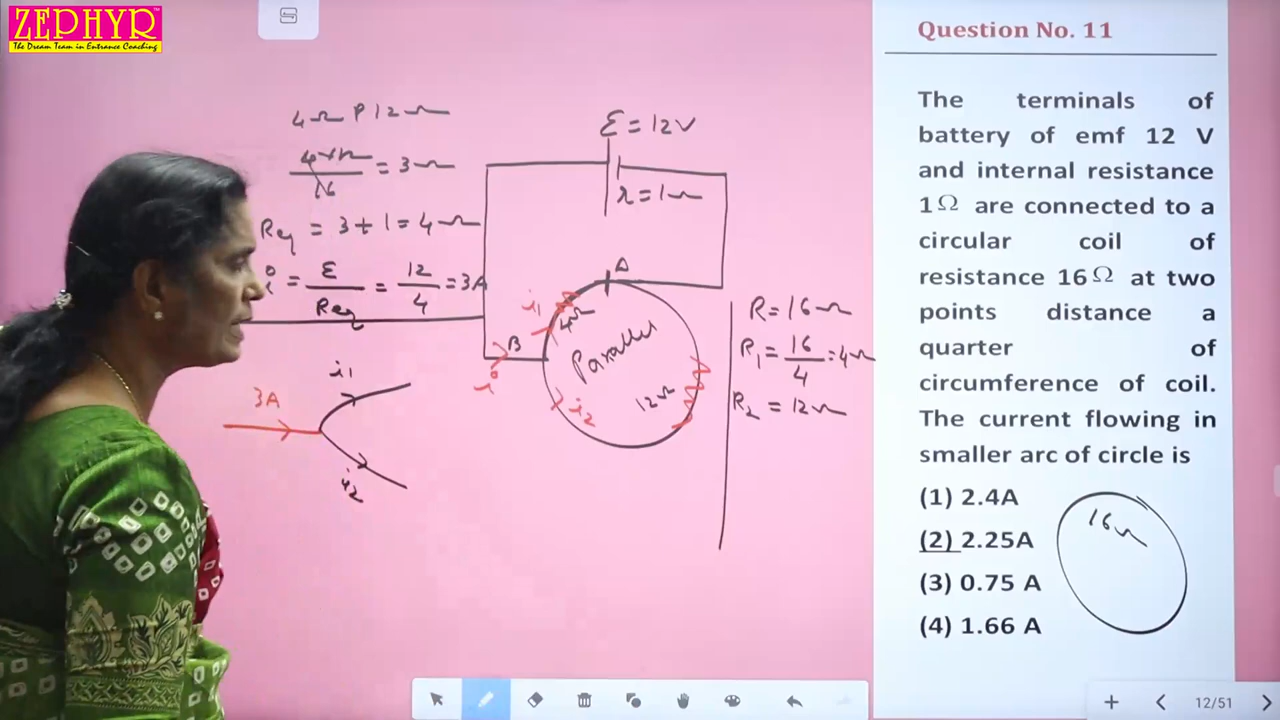 ZEPHYR™
The Dream Team in Entrance Coaching
4Ω P 12Ω
4×12/16 = 3Ω
Req = 3+1 = 4Ω
i = ε/Req = 12/4 = 3A
3A
i1
i2
ε = 12V
r = 1Ω
A
i1
4Ω
B
Parallel
i
i2
12Ω
R = 16Ω
R1 = 16/4 = 4Ω
R2 = 12Ω
Question No. 11
The terminals of
battery of emf 12 V
and internal resistance
1Ω are connected to a
circular coil of
resistance 16Ω at two
points distance a
quarter of
circumference of coil.
The current flowing in
smaller arc of circle is
(1) 2.4A
(2) 2.25A
(3) 0.75 A
(4) 1.66 A
16Ω
12/51